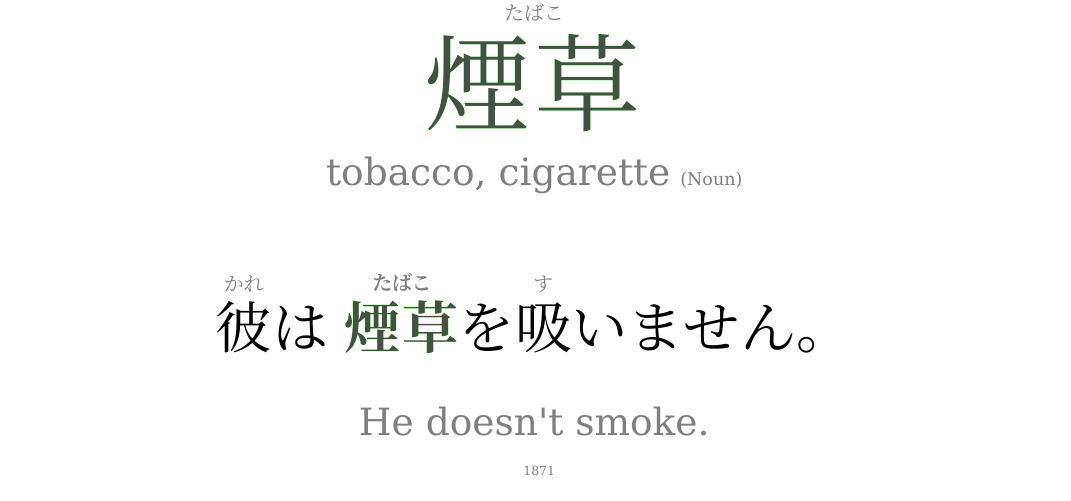 たばこ
煙草
tobacco, cigarette (Noun)
かれ たばこ す
彼は 煙草を吸いません。
He doesn't smoke.
1871